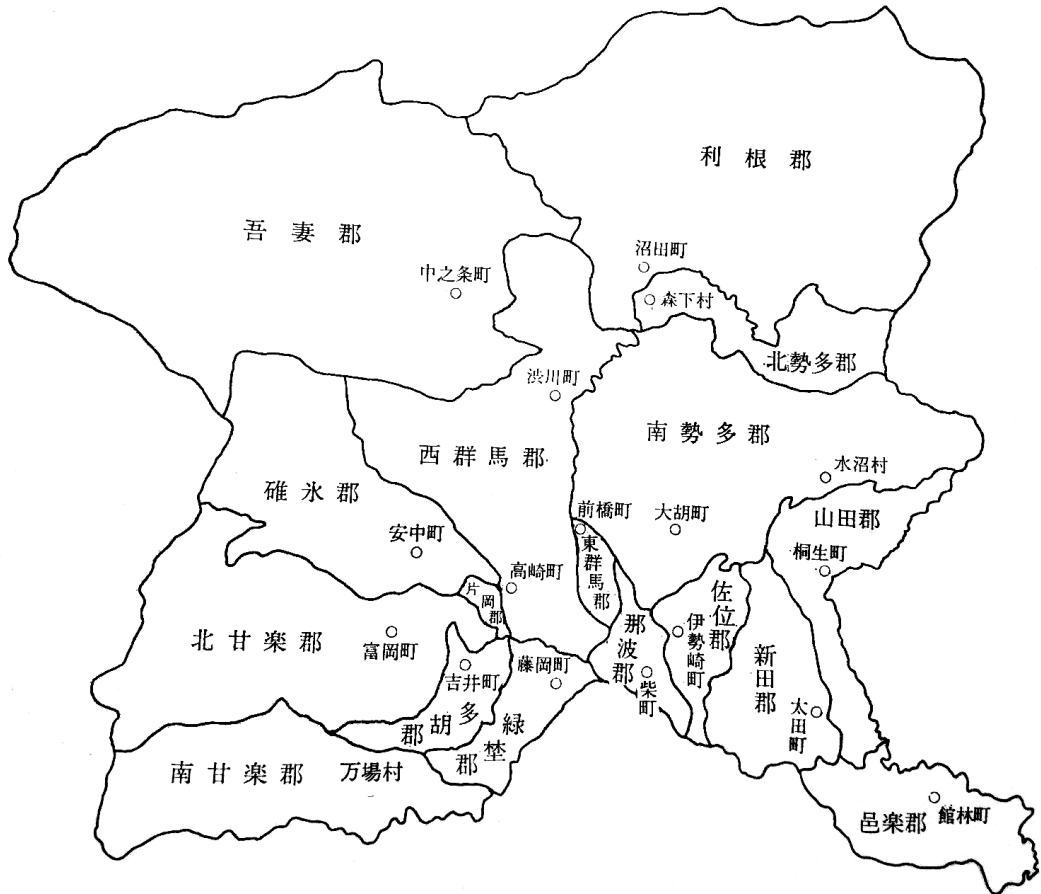 利根郡
吾妻郡
沼田町
中之条町
森下村
北勢多郡
渋川町
南勢多郡
西群馬郡
水沼村
碓氷郡
前橋町
大胡町
山田郡
安中町
東群馬郡
桐生町
高崎町
片岡郡
佐位郡
北甘楽郡
富岡町
那波郡
伊勢崎町
新田郡
藤岡町
吉井町
柴町
多胡郡
緑埜郡
太田町
南甘楽郡
万場村
邑楽郡
館林町